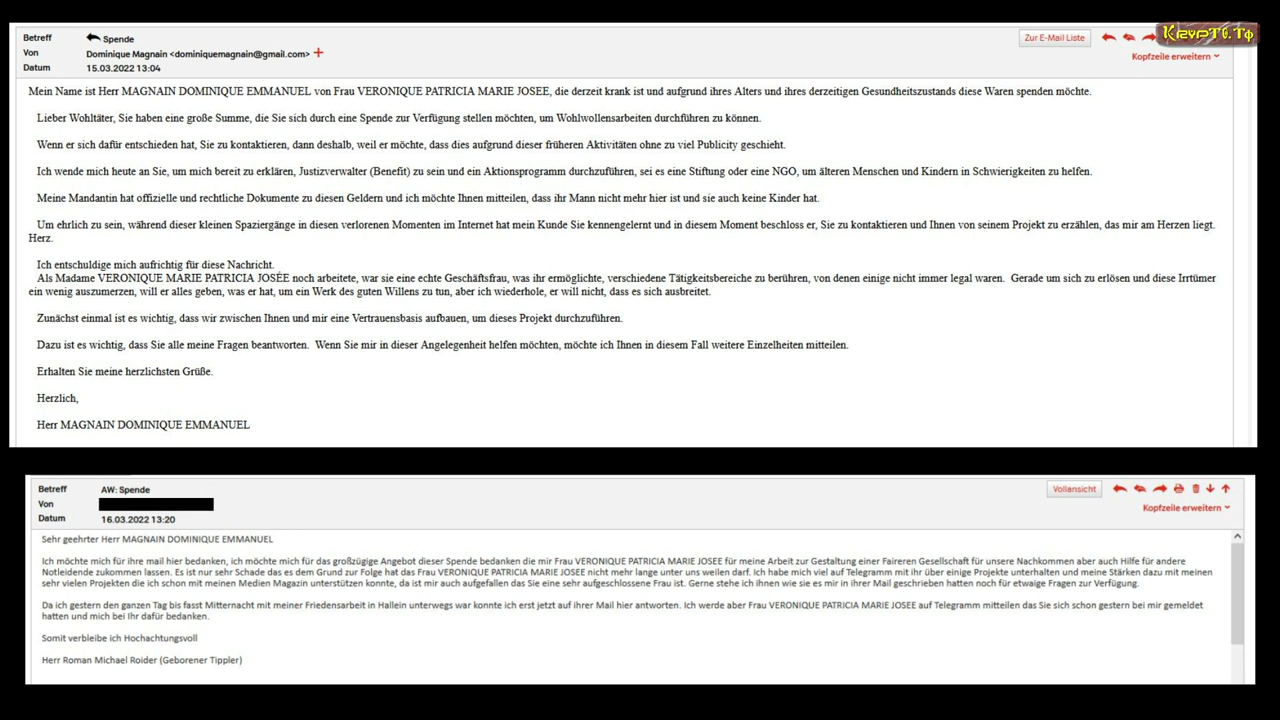 Betreff Spende
Von Dominique Magnain <dominiquemagnain@gmail.com> +
Datum 15.03.2022 13:04
Zur E-Mail Liste
KrypT0.Tφ
Kopfzeile erweitern
Mein Name ist Herr MAGNAIN DOMINIQUE EMMANUEL von Frau VERONIQUE PATRICIA MARIE JOSEE, die derzeit krank ist und aufgrund ihres Alters und ihres derzeitigen Gesundheitszustands diese Waren spenden möchte.
Lieber Wohltäter, Sie haben eine große Summe, die Sie sich durch eine Spende zur Verfügung stellen möchten, um Wohlwollensarbeiten durchführen zu können.
Wenn er sich dafür entschieden hat, Sie zu kontaktieren, dann deshalb, weil er möchte, dass dies aufgrund dieser früheren Aktivitäten ohne zu viel Publicity geschieht.
Ich wende mich heute an Sie, um mich bereit zu erklären, Justizverwalter (Benefit) zu sein und ein Aktionsprogramm durchzuführen, sei es eine Stiftung oder eine NGO, um älteren Menschen und Kindern in Schwierigkeiten zu helfen.
Meine Mandantin hat offizielle und rechtliche Dokumente zu diesen Geldern und ich möchte Ihnen mitteilen, dass ihr Mann nicht mehr hier ist und sie auch keine Kinder hat.
Um ehrlich zu sein, während dieser kleinen Spaziergänge in diesen verlorenen Momenten im Internet hat mein Kunde Sie kennengelernt und in diesem Moment beschloss er, Sie zu kontaktieren und Ihnen von seinem Projekt zu erzählen, das mir am Herzen liegt.
Herz.
Ich entschuldige mich aufrichtig für diese Nachricht.
Als Madame VERONIQUE MARIE PATRICIA JOSÉE noch arbeitete, war sie eine echte Geschäftsfrau, was ihr ermöglichte, verschiedene Tätigkeitsbereiche zu berühren, von denen einige nicht immer legal waren. Gerade um sich zu erlösen und diese Irrtümer
ein wenig auszumerzen, will er alles geben, was er hat, um ein Werk des guten Willens zu tun, aber ich wiederhole, er will nicht, dass es sich ausbreitet.
Zunächst einmal ist es wichtig, dass wir zwischen Ihnen und mir eine Vertrauensbasis aufbauen, um dieses Projekt durchzuführen.
Dazu ist es wichtig, dass Sie alle meine Fragen beantworten. Wenn Sie mir in dieser Angelegenheit helfen möchten, möchte ich Ihnen in diesem Fall weitere Einzelheiten mitteilen.
Erhalten Sie meine herzlichsten Grüße.
Herzlich,
Herr MAGNAIN DOMINIQUE EMMANUEL
Betreff AW: Spende
Von
Datum 16.03.2022 13:20
Vollansicht
Kopfzeile erweitern
Sehr geehrter Herr MAGNAIN DOMINIQUE EMMANUEL
Ich möchte mich für ihre mail hier bedanken, ich möchte mich für das großzügige Angebot dieser Spende bedanken die mir Frau VERONIQUE PATRICIA MARIE JOSEE für meine Arbeit zur Gestaltung einer Faireren Gesellschaft für unsere Nachkommen aber auch Hilfe für andere
Notleidende zukommen lassen. Es ist nur sehr Schade das es dem Grund zur Folge hat das Frau VERONIQUE PATRICIA MARIE JOSEE nicht mehr lange unter uns weilen darf. Ich habe mich viel auf Telegramm mit ihr über einige Projekte unterhalten und meine Stärken dazu mit meinen
sehr vielen Projekten die ich schon mit meinen Medien Magazin unterstützen konnte, da ist mir auch aufgefallen das Sie eine sehr aufgeschlossene Frau ist. Gerne stehe ich ihnen wie sie es mir in ihrer Mail geschrieben hatten noch für etwaige Fragen zur Verfügung.
Da ich gestern den ganzen Tag bis fasst Mitternacht mit meiner Friedensarbeit in Hallein unterwegs war konnte ich erst jetzt auf ihrer Mail hier antworten. Ich werde aber Frau VERONIQUE PATRICIA MARIE JOSEE auf Telegramm mitteilen das Sie sich schon gestern bei mir gemeldet
hatten und mich bei Ihr dafür bedanken.
Somit verbleibe ich Hochachtungsvoll
Herr Roman Michael Roider (Geborener Tippler)